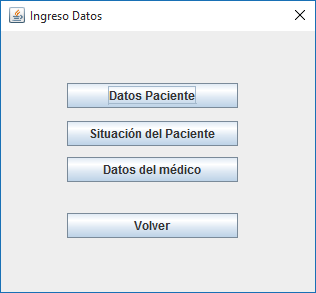 Ingreso Datos
Datos Paciente
Situación del Paciente
Datos del médico
Volver